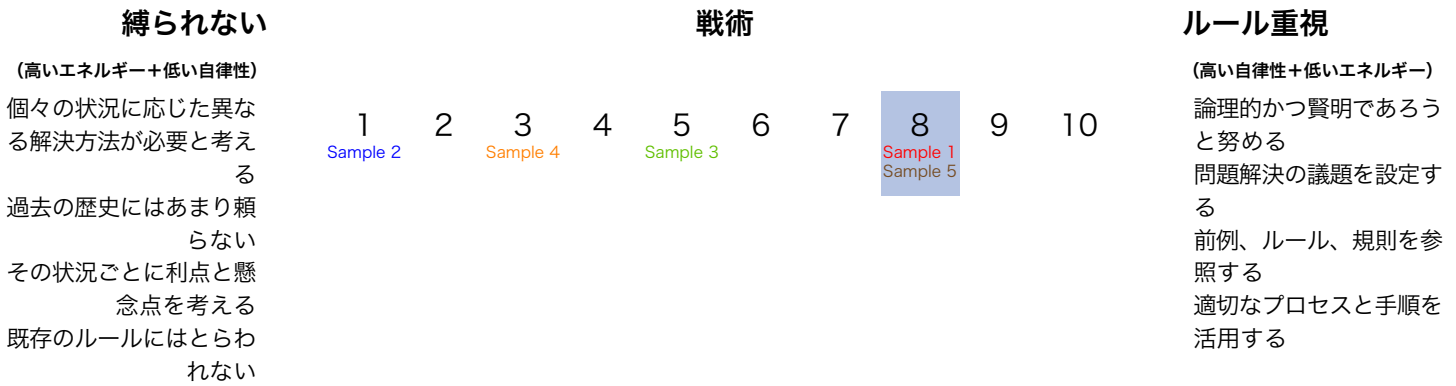 縛られない
戦術
ルール重視
（高いエネルギー＋低い自律性）
（高い自律性＋低いエネルギー）
個々の状況に応じた異な
る解決方法が必要と考え
る
過去の歴史にはあまり頼
らない
その状況ごとに利点と懸
念点を考える
既存のルールにはとらわ
れない
1 2 3 4 5 6 7 8 9 10
Sample 2 Sample 4 Sample 3 Sample 1
Sample 5
論理的かつ賢明であろう
と努める
問題解決の議題を設定す
る
前例、ルール、規則を参
照する
適切なプロセスと手順を
活用する